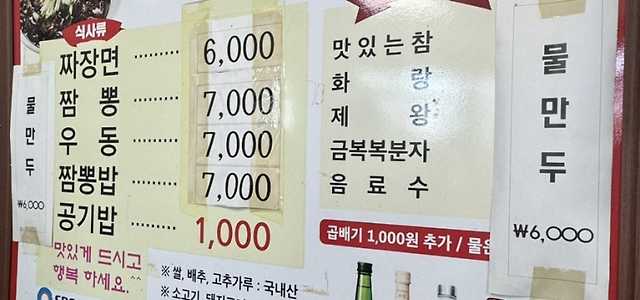 식사류
짜장면 6,000
짬뽕 7,000
우동 7,000
짬뽕밥 7,000
공기밥 1,000
맛있게 드시고
행복 하세요.
※ 쌀, 배추, 고추가루 : 국내산
※ 소고기, 돼지고기
맛있는참
화랑
제왕
금복복분자
음료수
곱배기 1,000원 추가 / 물은
물만두
₩6,000
물만두
₩6,000